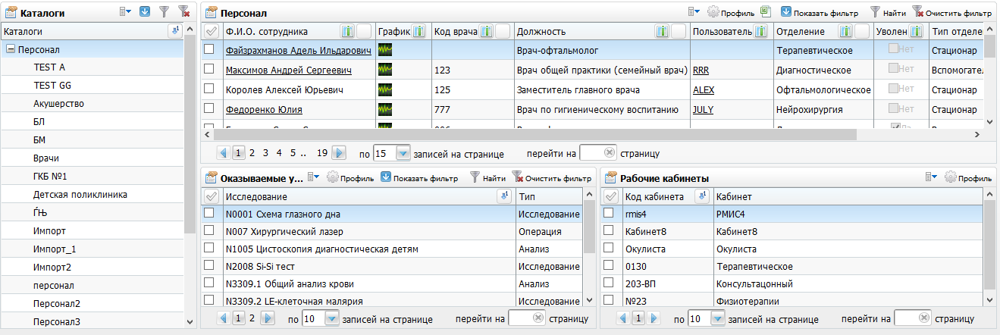 Каталоги
Каталоги
Персонал
TEST A
TEST GG
Акушерство
БЛ
БМ
Врачи
ГКБ №1
Детская поликлиника
ЃЊ
Импорт
Импорт_1
Импорт2
персонал
Персонал2
Персонал3
Персонал Профиль Показать фильтр Найти Очистить фильтр
Ф.И.О. сотрудника График Код врача Должность Пользователь Отделение Уволен Тип отделе
Файзрахманов Адель Ильдарович Врач-офтальмолог Терапевтическое Нет Стационар
Максимов Андрей Сергеевич 123 Врач общей практики (семейный врач) RRR Диагностическое Нет Вспомогател
Королев Алексей Юрьевич 125 Заместитель главного врача ALEX Офтальмологическое Стационар
Федоренко Юлия 777 Врач по гигиеническому воспитанию JULY Нейрохирургия Нет Стационар
1 2 3 4 5 .. 19 по 15 записей на странице перейти на страницу
Оказываемые у... Профиль Показать фильтр Найти Очистить фильтр
Исследование Тип
N0001 Схема глазного дна Исследование
N007 Хирургический лазер Операция
N1005 Цистоскопия диагностическая детям Анализ
N2008 Si-Si тест Исследование
N3309.1 Общий анализ крови Анализ
N3309.2 LE-клеточная малярия Исследование
1 2 по 10 записей на странице перейти на страницу
Рабочие кабинеты Профиль
Код кабинета Кабинет
rmis4 РМИС4
Кабинет8 Кабинет8
Окулиста Окулиста
0130 Терапевтическое
203-ВП Консультацонный
№23 Физиотерапии
1 по 10 записей на странице перейти на страницу